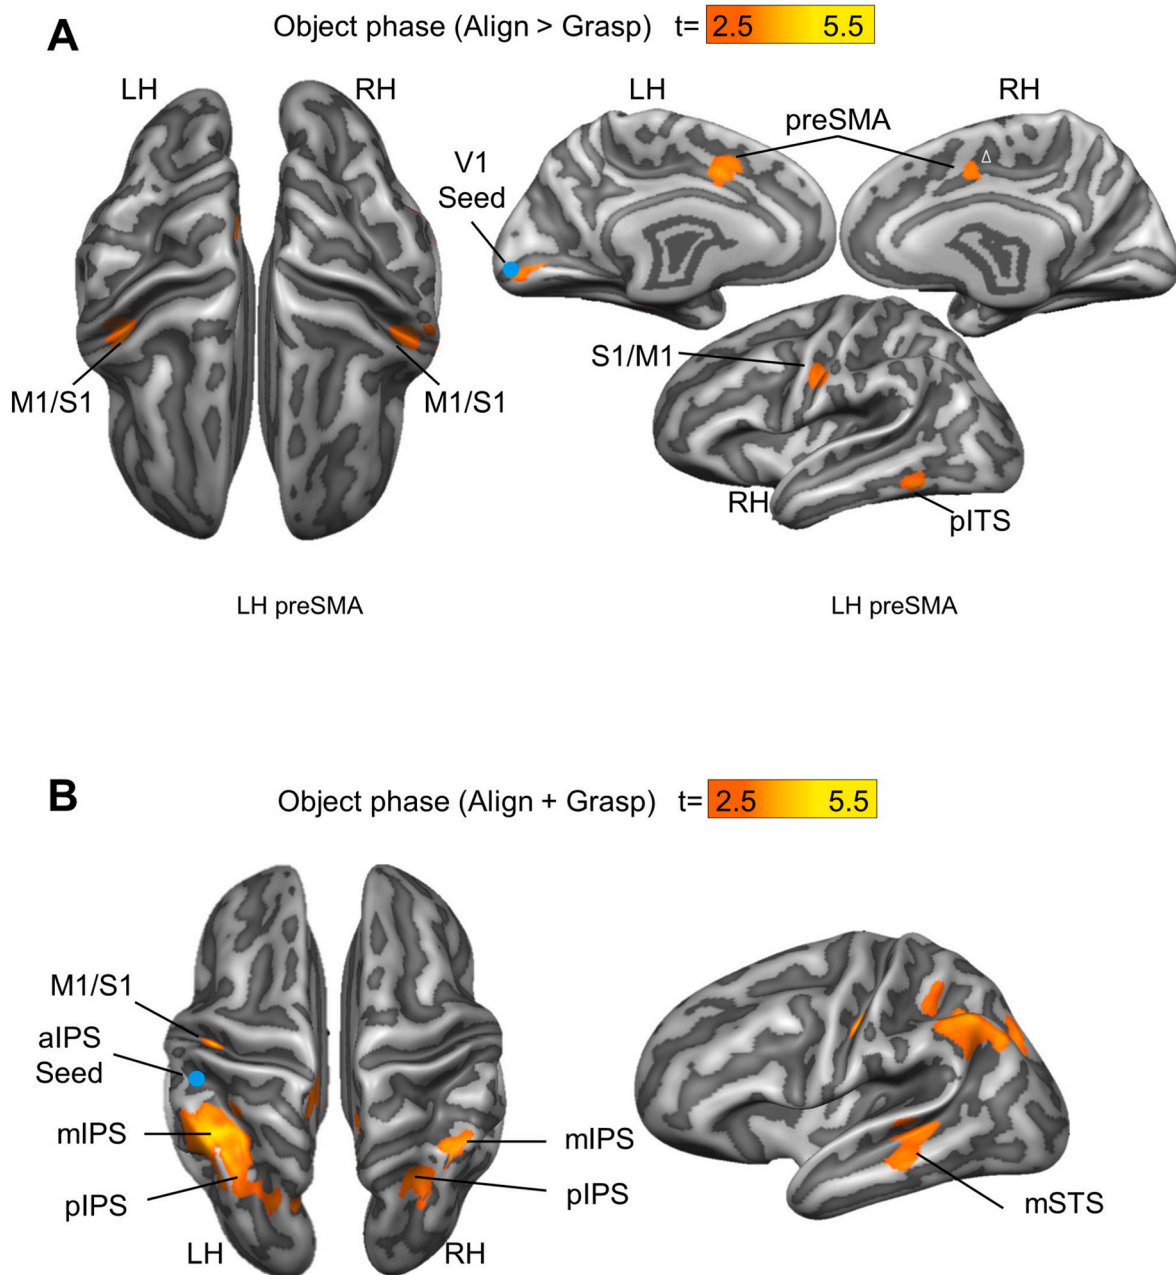 A
Object phase (Align > Grasp) t= 2.5 5.5
LH
RH
LH
RH
preSMA
V1
Seed
M1/S1
M1/S1
S1/M1
RH
pITS
LH preSMA
LH preSMA
B
Object phase (Align + Grasp) t= 2.5 5.5
M1/S1
aIPS
Seed
mIPS
pIPS
mIPS
pIPS
LH
RH
mSTS